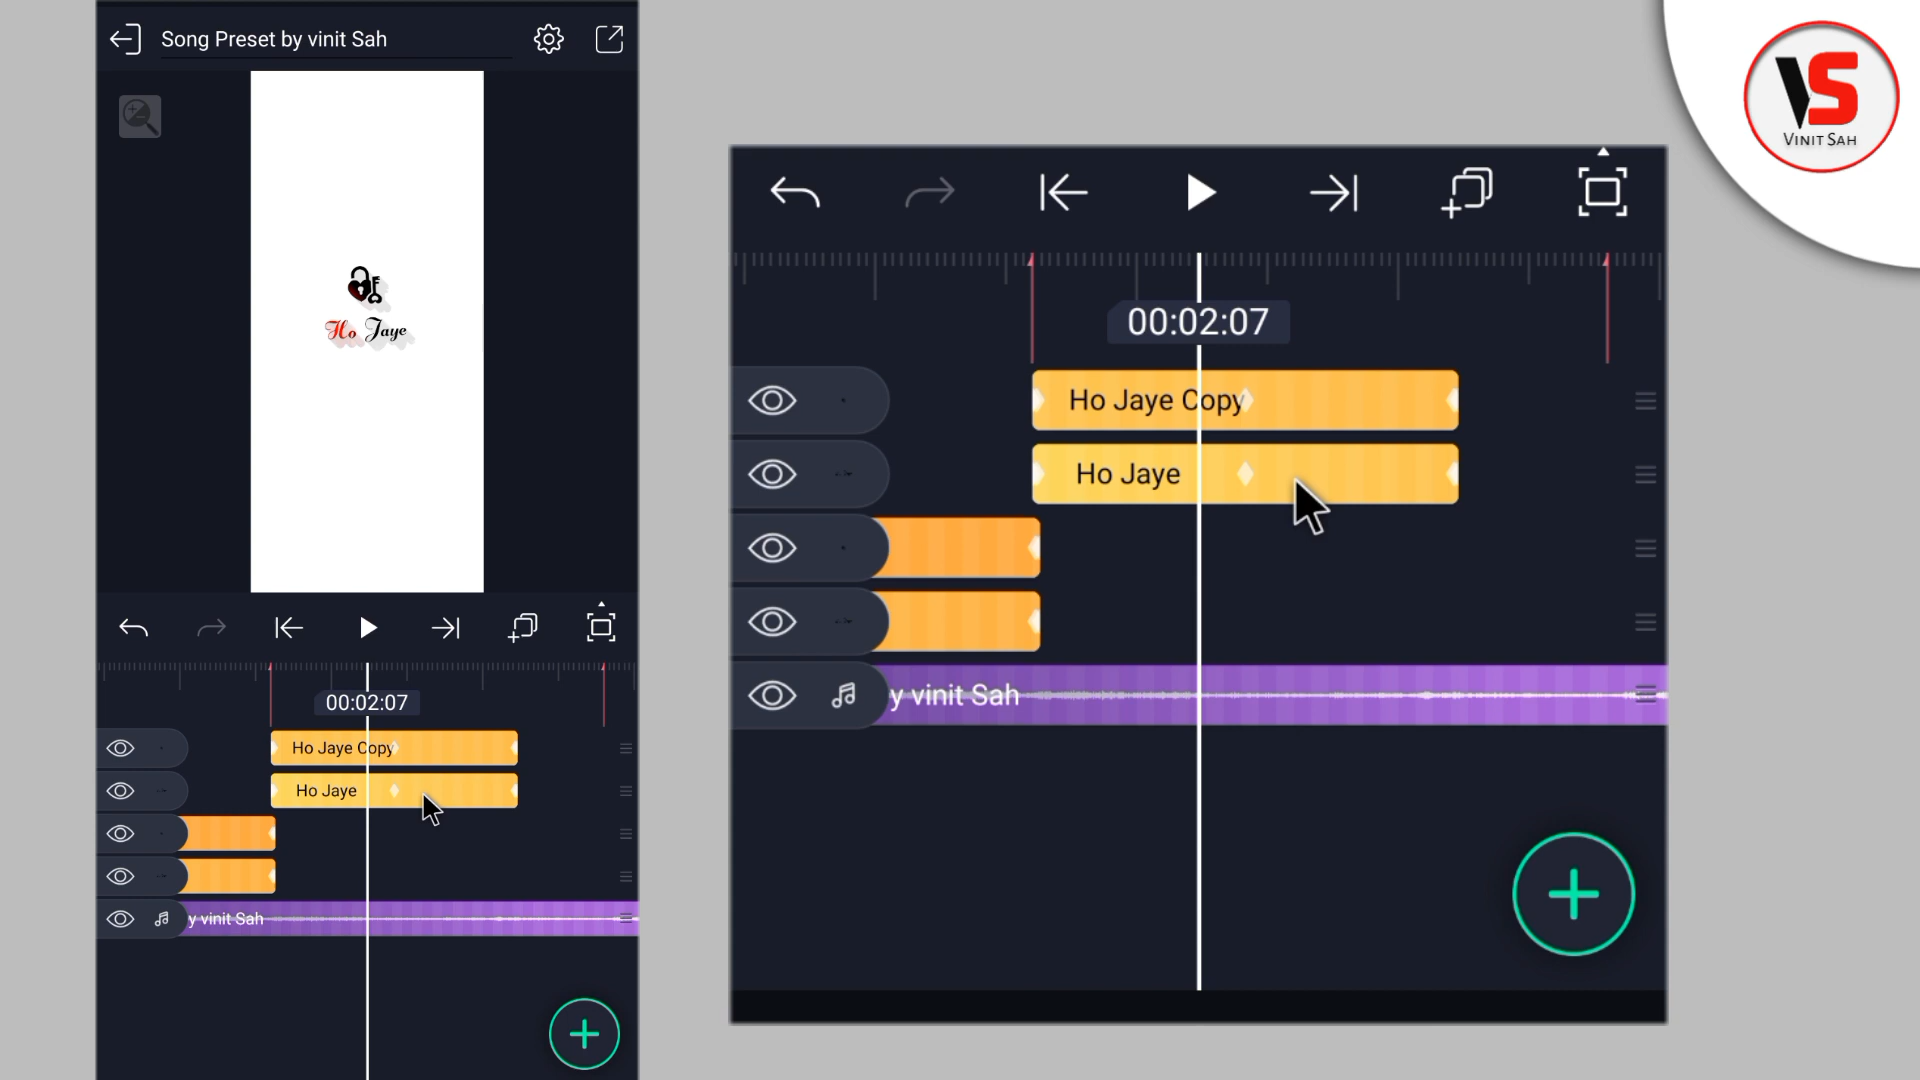 Song Preset by vinit Sah
Ho Jaye
00:02:07
Ho Jaye Copy
Ho Jaye
y vinit Sah
00:02:07
Ho Jaye Copy
Ho Jaye
y vinit Sah
VS
VINIT SAH